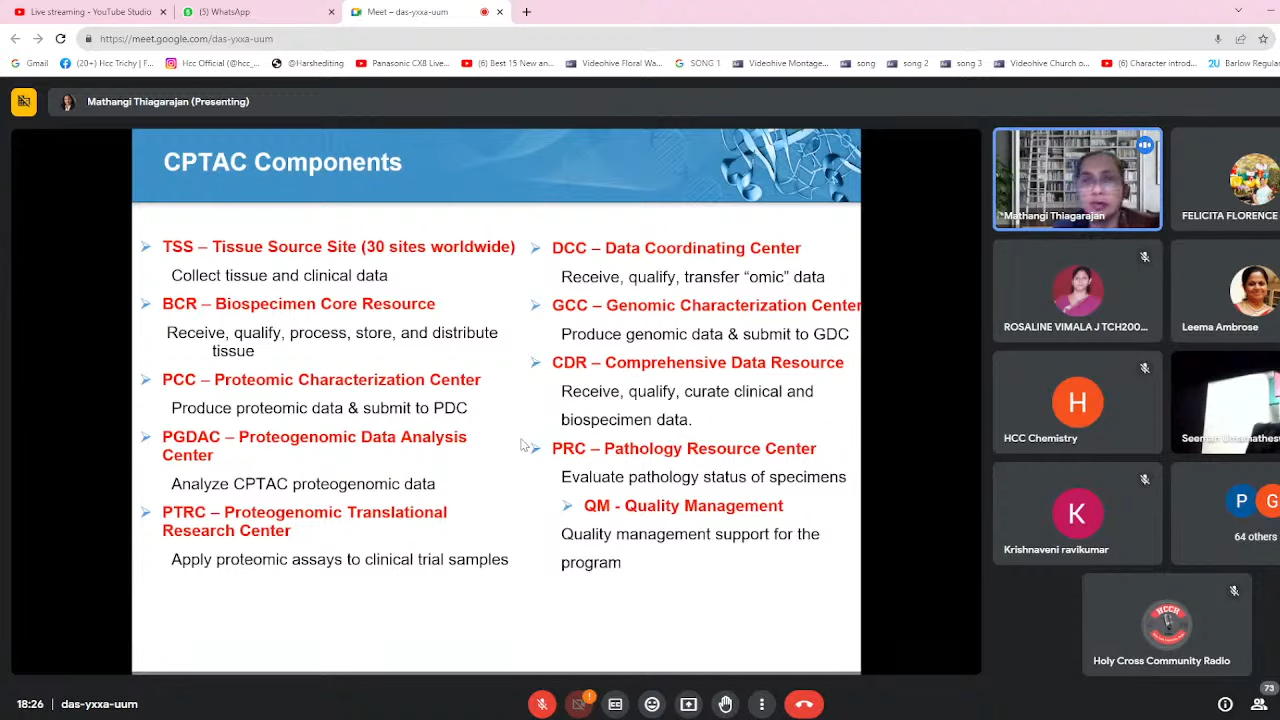 Live streaming - YouTube Studio
(5) WhatsApp
Meet – das-yxxa-uum
https://meet.google.com/das-yxxa-uum
Gmail
(20+) Hcc Trichy | F...
Hcc Official (@hcc_...
@Harshediting
Panasonic CX8 Live...
(6) Best 15 New an...
Videohive Floral Wa...
SONG 1
Videohive Montage...
song
song 2
song 3
Videohive Church o...
(6) Character introd...
2U
Barlow Regula
Mathangi Thiagarajan (Presenting)
CPTAC Components
TSS – Tissue Source Site (30 sites worldwide)
Collect tissue and clinical data
BCR – Biospecimen Core Resource
Receive, qualify, process, store, and distribute
tissue
PCC – Proteomic Characterization Center
Produce proteomic data & submit to PDC
PGDAC – Proteogenomic Data Analysis
Center
Analyze CPTAC proteogenomic data
PTRC – Proteogenomic Translational
Research Center
Apply proteomic assays to clinical trial samples
DCC – Data Coordinating Center
Receive, qualify, transfer “omic” data
GCC – Genomic Characterization Center
Produce genomic data & submit to GDC
CDR – Comprehensive Data Resource
Receive, qualify, curate clinical and
biospecimen data.
PRC – Pathology Resource Center
Evaluate pathology status of specimens
QM - Quality Management
Quality management support for the
program
Mathangi Thiagarajan
FELICITA FLORENCE
ROSALINE VIMALA J TCH200...
Leema Ambrose
H
HCC Chemistry
K
Krishnaveni ravikumar
P
G
64 others
HCCR
Holy Cross Community Radio
18:26
das-yxxa-uum
73